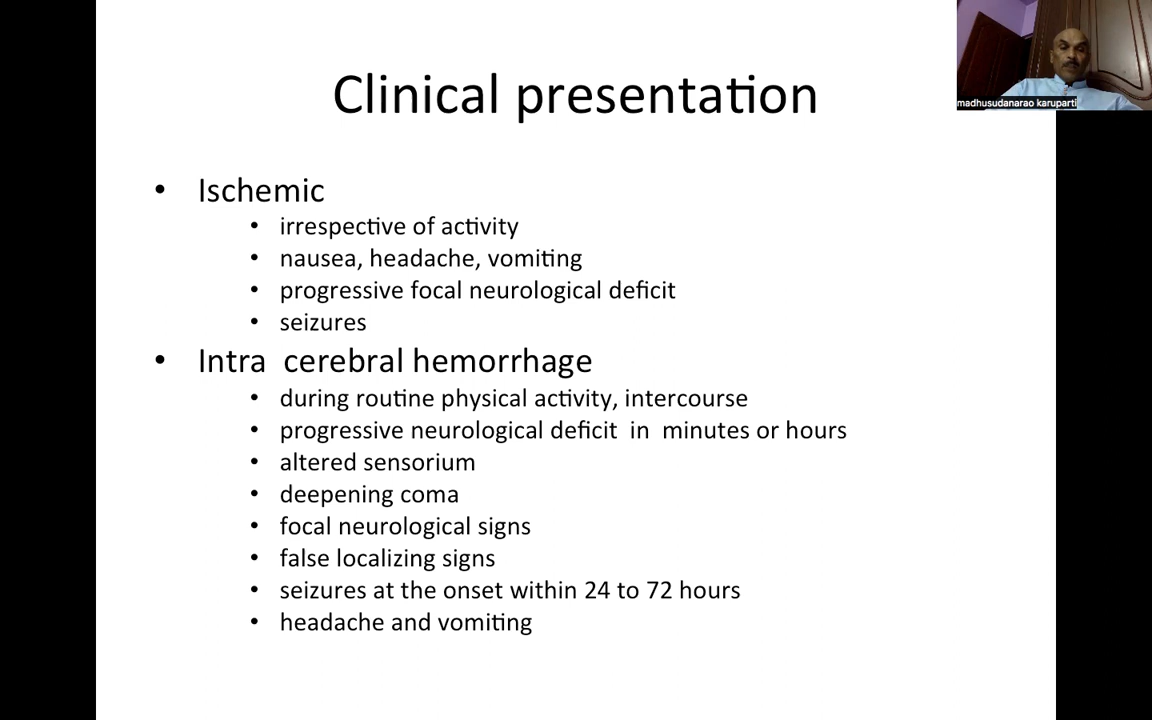 Clinical presentation
madhusudanarao karuparti
• Ischemic
• irrespective of activity
• nausea, headache, vomiting
• progressive focal neurological deficit
• seizures
• Intra  cerebral hemorrhage
• during routine physical activity, intercourse
• progressive neurological deficit  in  minutes or hours
• altered sensorium
• deepening coma
• focal neurological signs
• false localizing signs
• seizures at the onset within 24 to 72 hours
• headache and vomiting